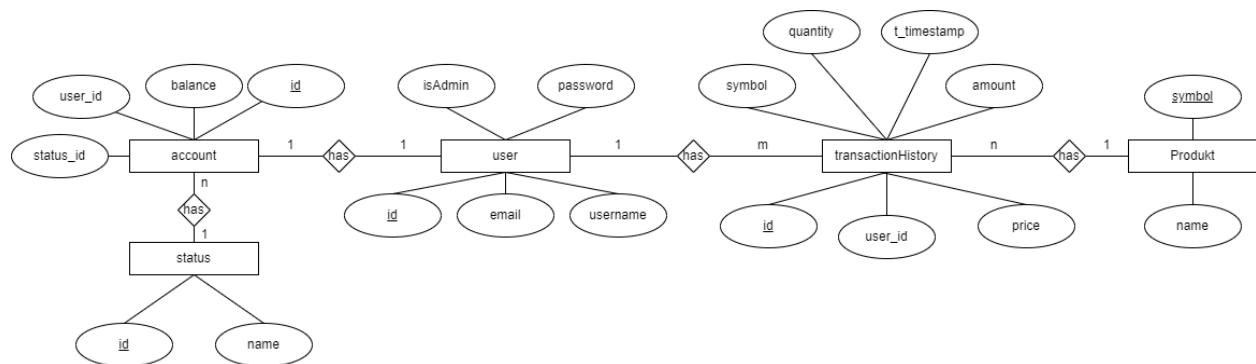 quantity
t_timestamp
isAdmin
password
symbol
amount
user_id
balance
id
symbol
status_id
account
1
has
1
user
1
has
m
transactionHistory
n
has
1
Produkt
n
has
1
id
email
username
id
user_id
price
name
status
id
name